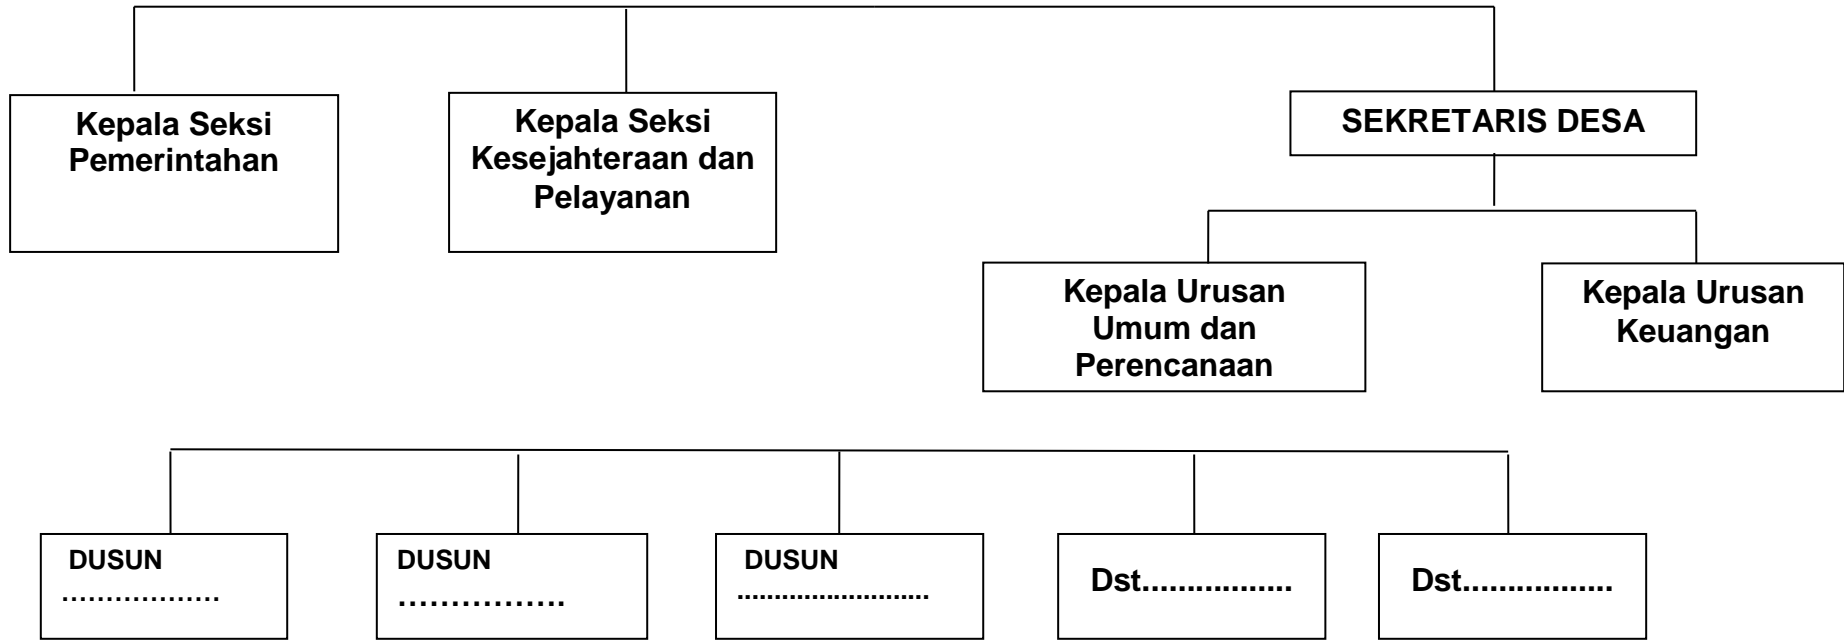 Kepala Seksi
Pemerintahan
Kepala Seksi
Kesejahteraan dan
Pelayanan
SEKRETARIS DESA
Kepala Urusan
Umum dan
Perencanaan
Kepala Urusan
Keuangan
DUSUN
………………
DUSUN
…………….
DUSUN
..........................
Dst.................
Dst.................